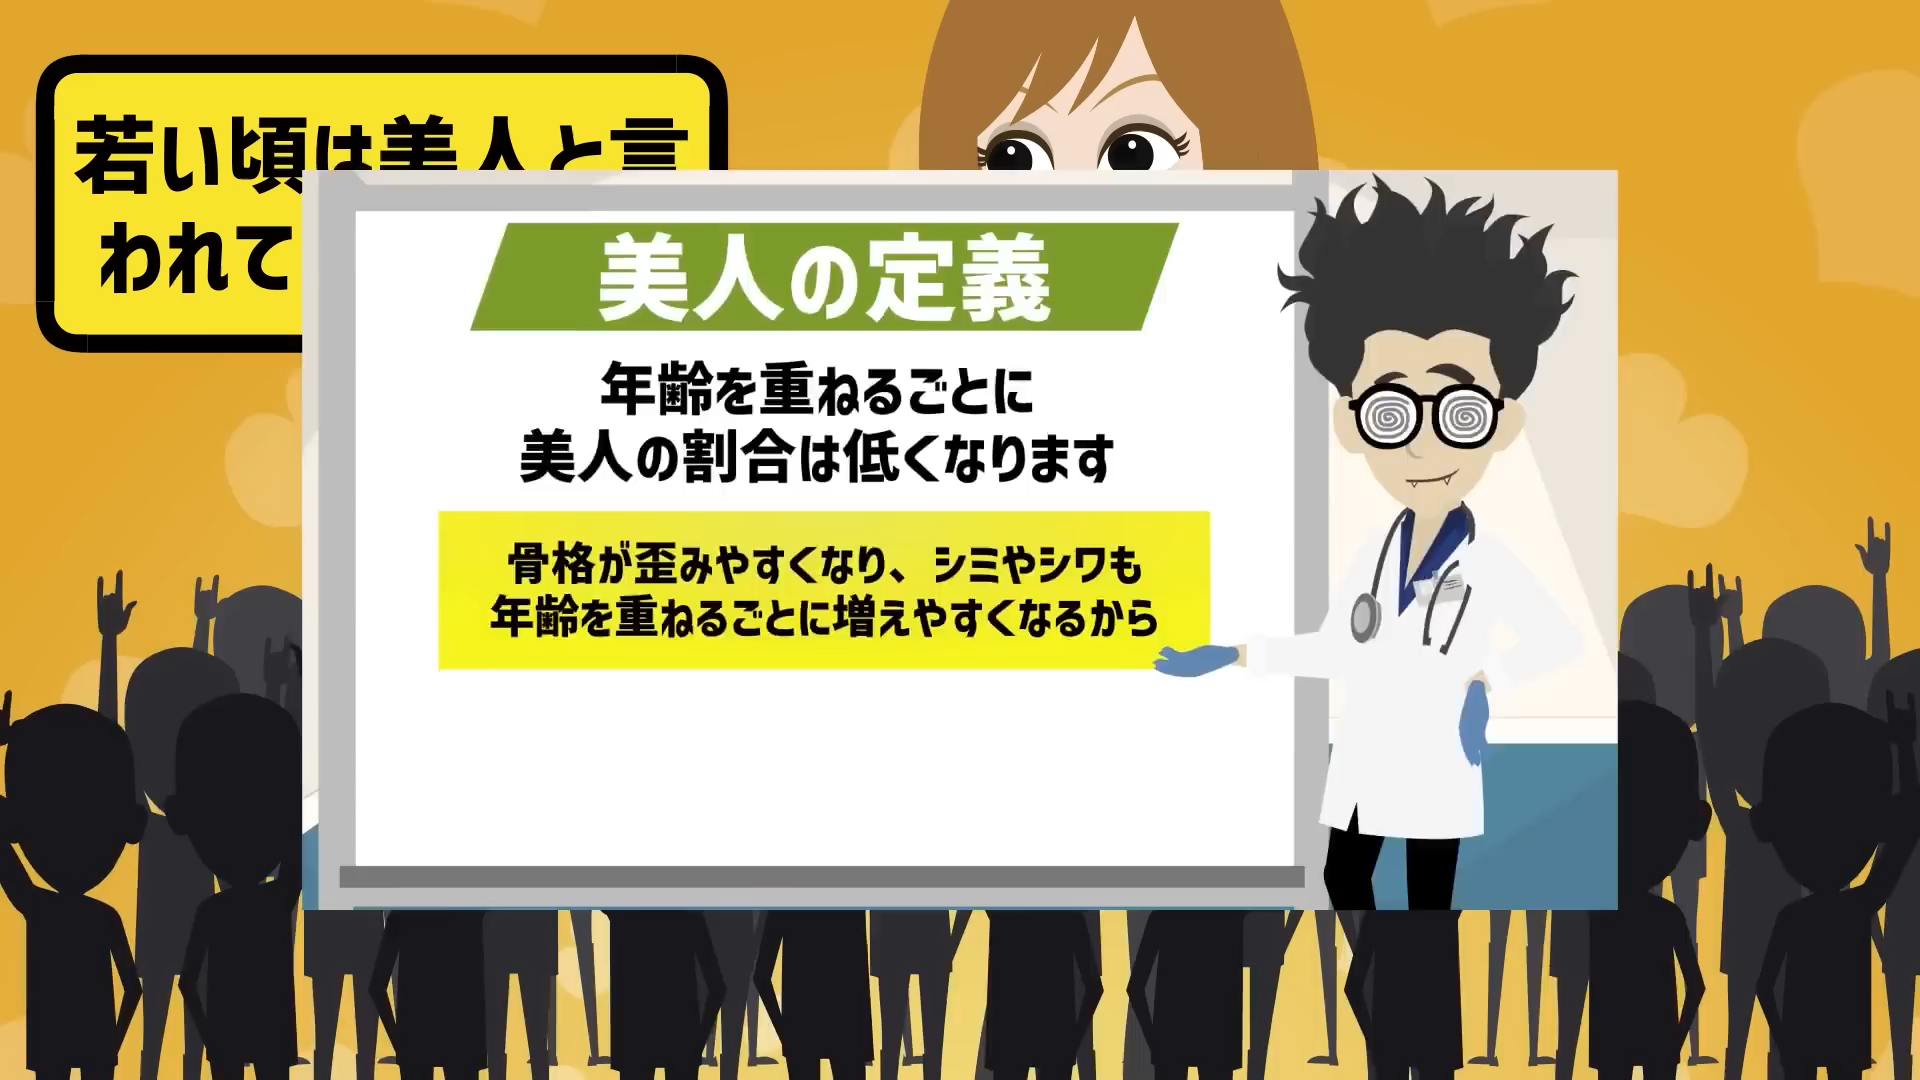 若い頃は美人と言
われて
美人の定義
年齢を重ねるごとに
美人の割合は低くなります
骨格が歪みやすくなり、シミやシワも
年齢を重ねるごとに増えやすくなるから